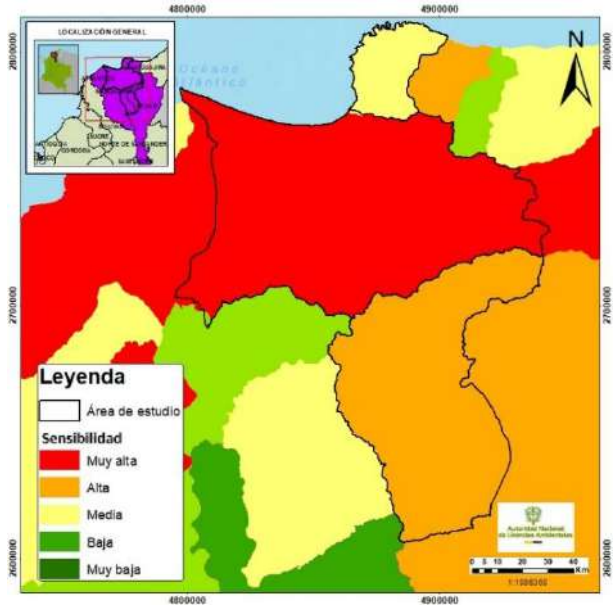 4800000
4900000
LOCALIZACIÓN GENERAL
Océano
Atlántico
N
2800000
2800000
2700000
2700000
Leyenda
Área de estudio
Sensibilidad
Muy alta
Alta
Media
Baja
Muy baja
Autoridad Nacional
de Licencias Ambientales
0 5 10 20 30 40
Km
2600000
2600000
4800000
4900000